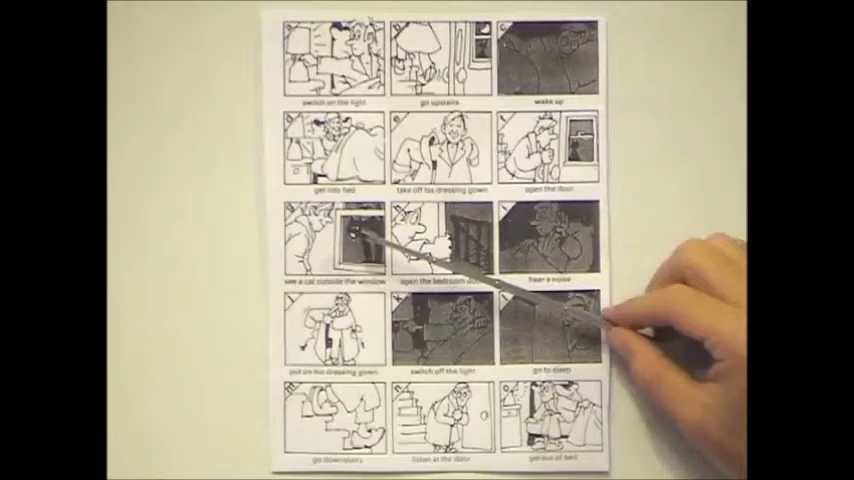 switch on the light
go upstairs
wake up
get into bed
take off his dressing gown
open the door
see a cat outside the window
open the bedroom
hear a noise
put on his dressing gown
switch off the light
go to sleep
go downstairs
listen at the door
get out of bed